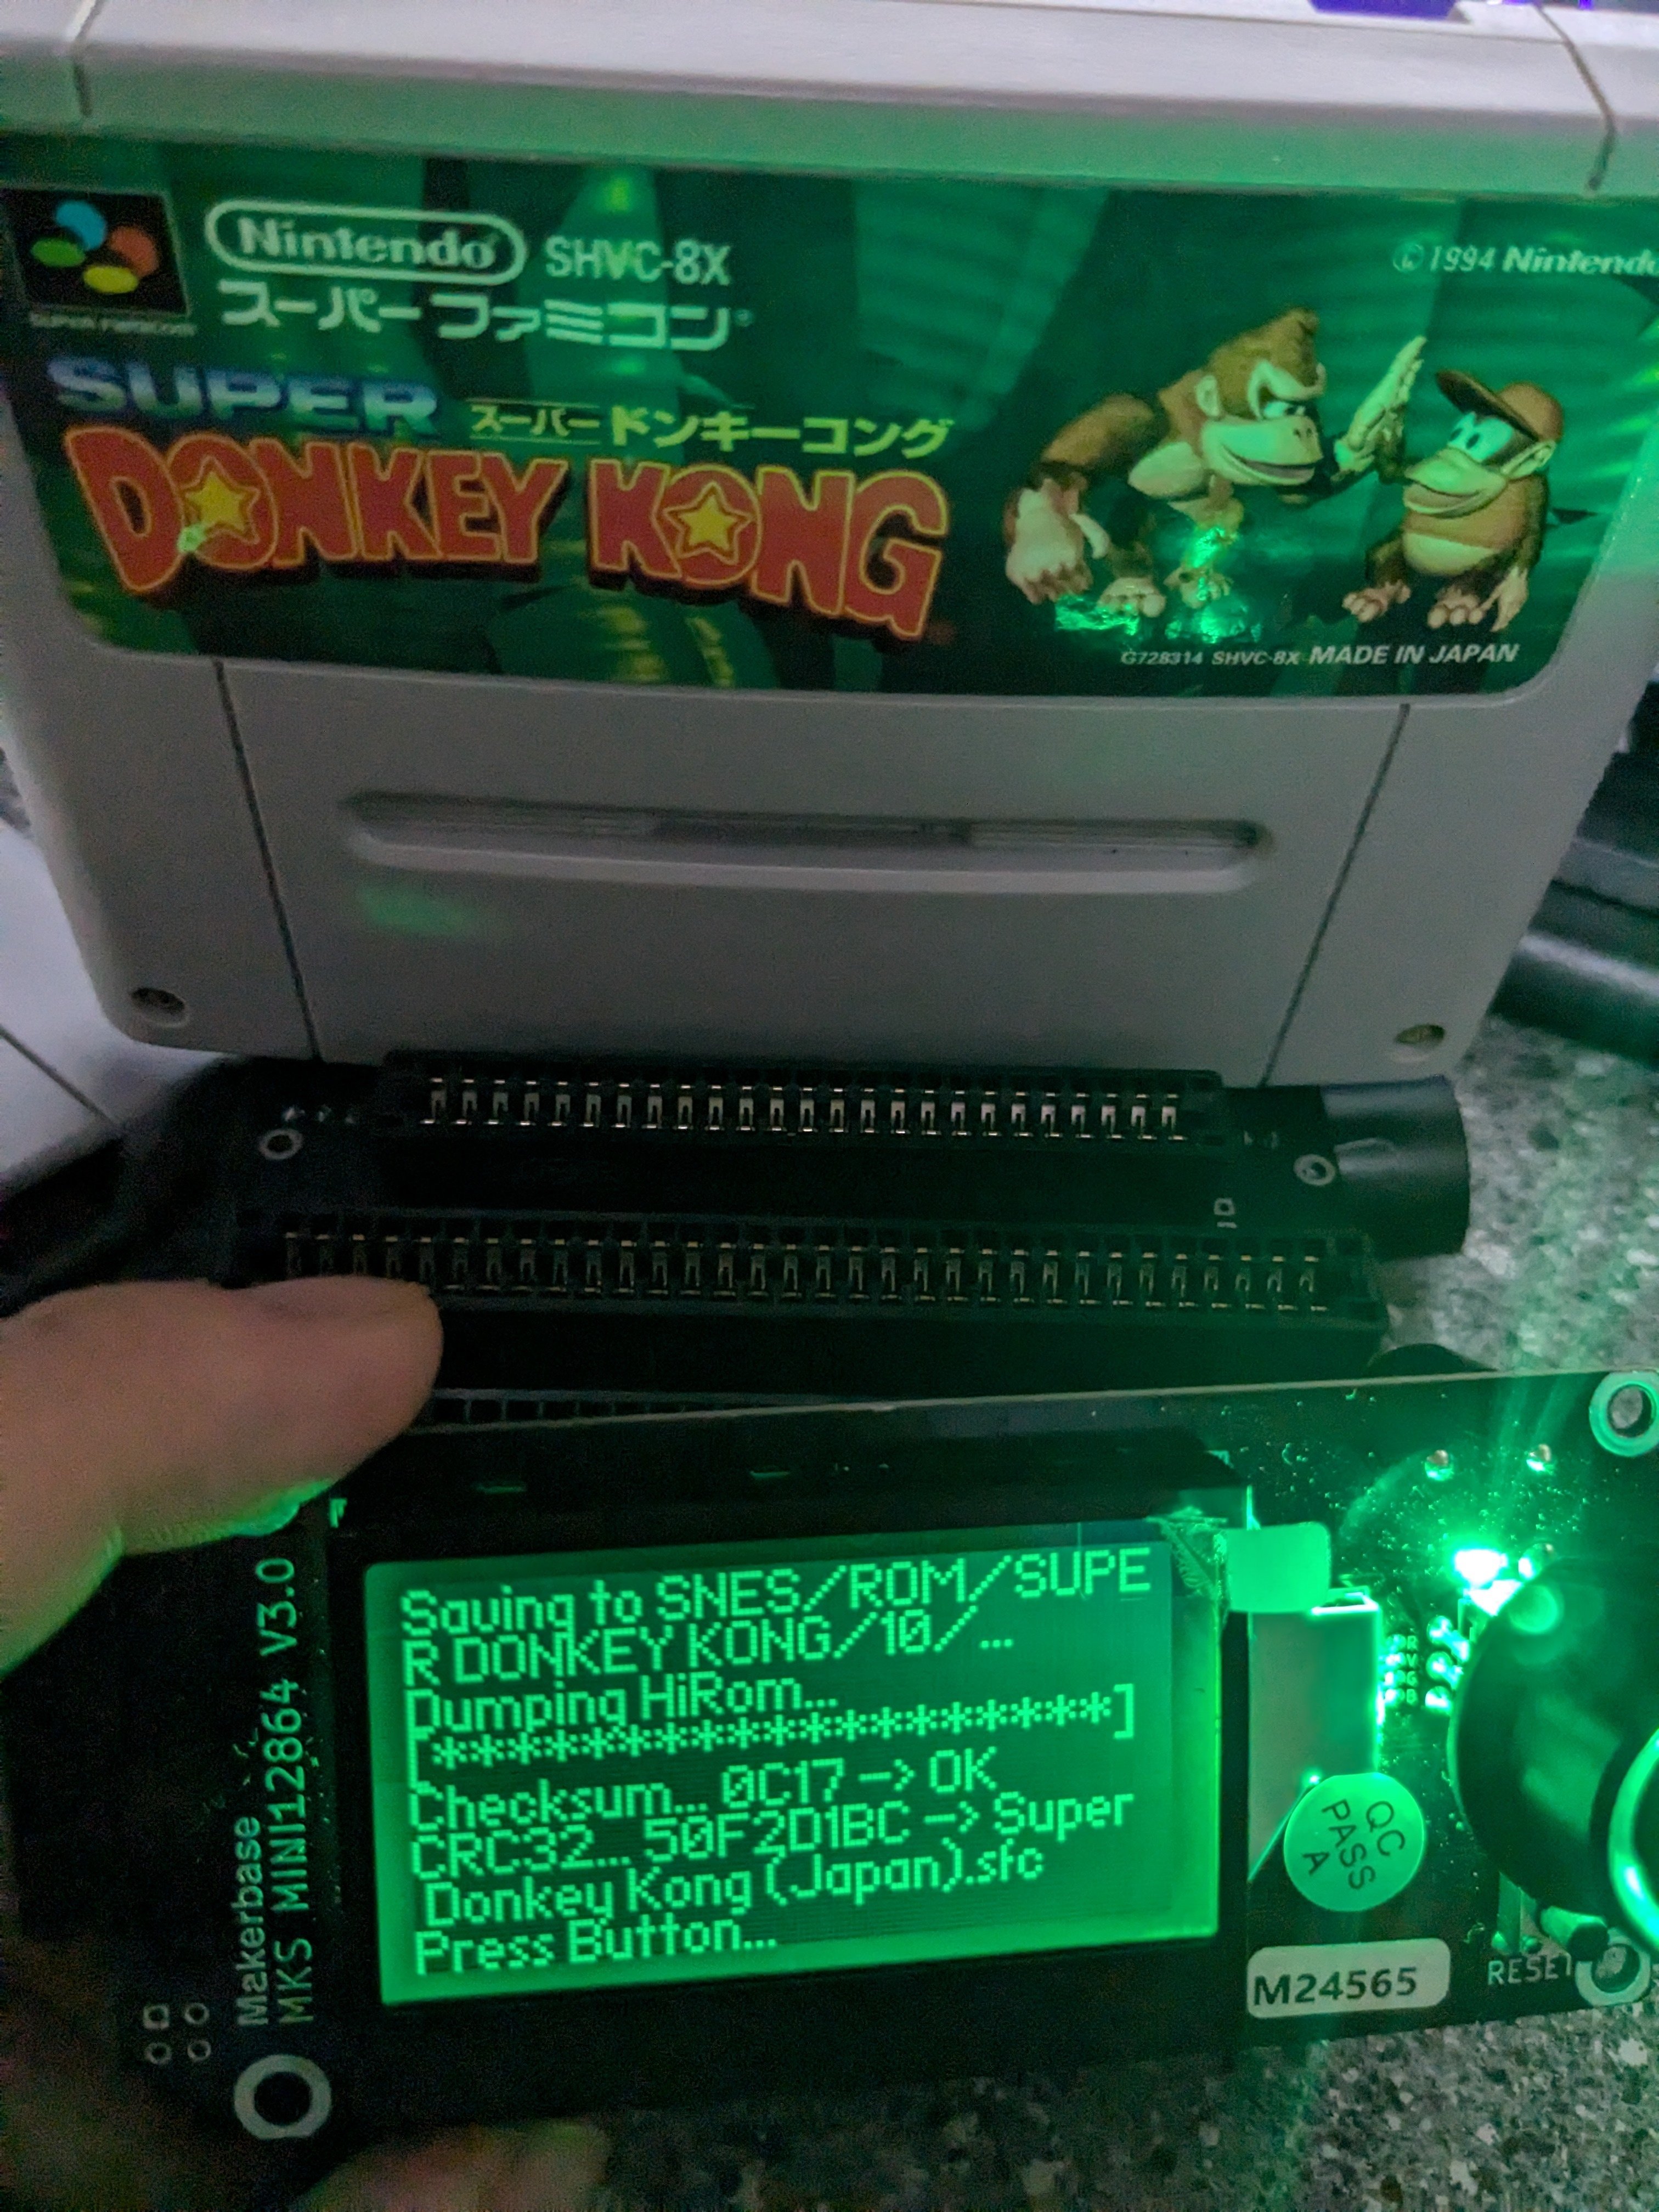 Nintendo SHVC-8X
スーパーファミコン
©1994 Nintendo
SUPER スーパードンキーコング
DONKEY KONG
G728314 SHVC-8X MADE IN JAPAN
Saving to SNES/ROM/SUPE
R DONKEY KONG/10/...
Dumping HiRom...
[*******************]
Checksum... 0C17 -> OK
CRC32... 50F2D1BC -> Super
Donkey Kong (Japan).sfc
Press Button...
Makerbase
MKS MINI12864 V3.0
QC
PASS
A
M24565
RESET